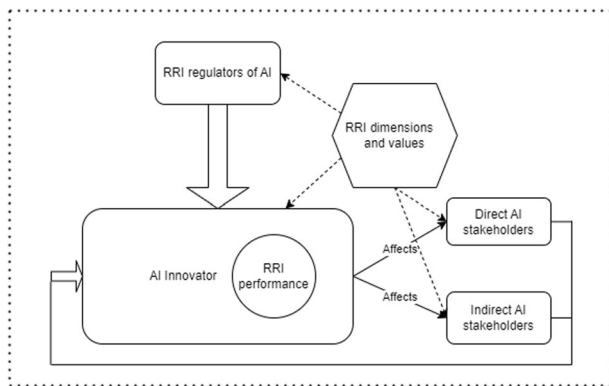 RRI regulators of AI
RRI dimensions
and values
Direct AI
stakeholders
Affects
AI Innovator
RRI
performance
Affects
Indirect AI
stakeholders